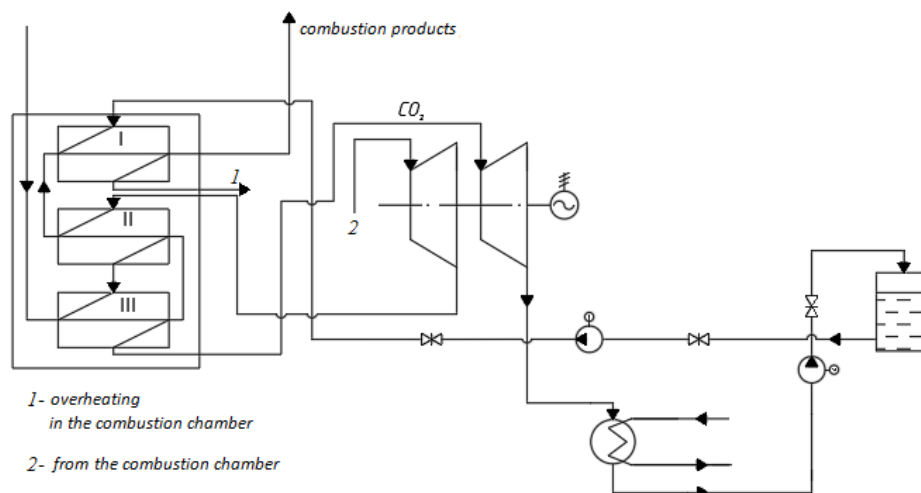 combustion products
CO₂
I
1
II
2
III
1- overheating
in the combustion chamber
2- from the combustion chamber